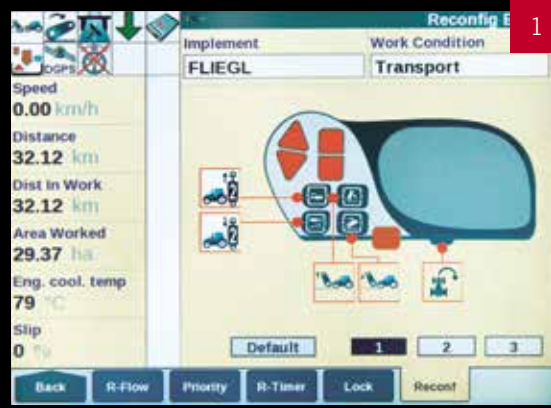 Reconfig
1
Implement
Work Condition
FLIEGL
Transport
DGPS
Speed
0.00 km/h
Distance
32.12 km
Dist In Work
32.12 km
Area Worked
29.37 ha
Eng. cool. temp
79 °C
Slip
0 %
2
2
Default
1
2
3
Back
R-Flow
Priority
R-Timer
Lock
Reconf